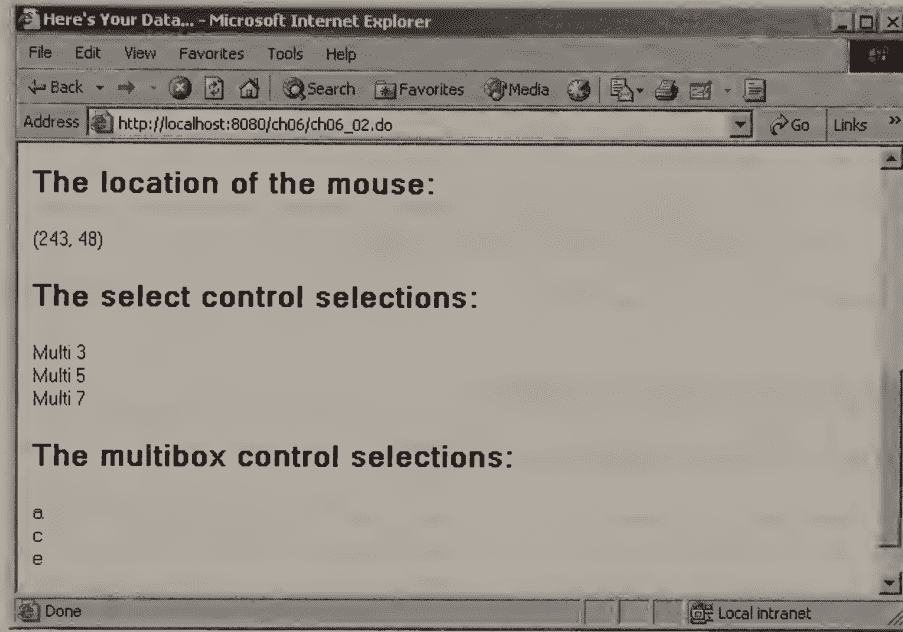 Here's Your Data... - Microsoft Internet Explorer
File Edit View Favorites Tools Help
Back Search Favorites Media
Address http://localhost:8080/ch06/ch06_02.do Go Links »
The location of the mouse:
(243, 48)
The select control selections:
Multi 3
Multi 5
Multi 7
The multibox control selections:
a
c
e
Done Local intranet